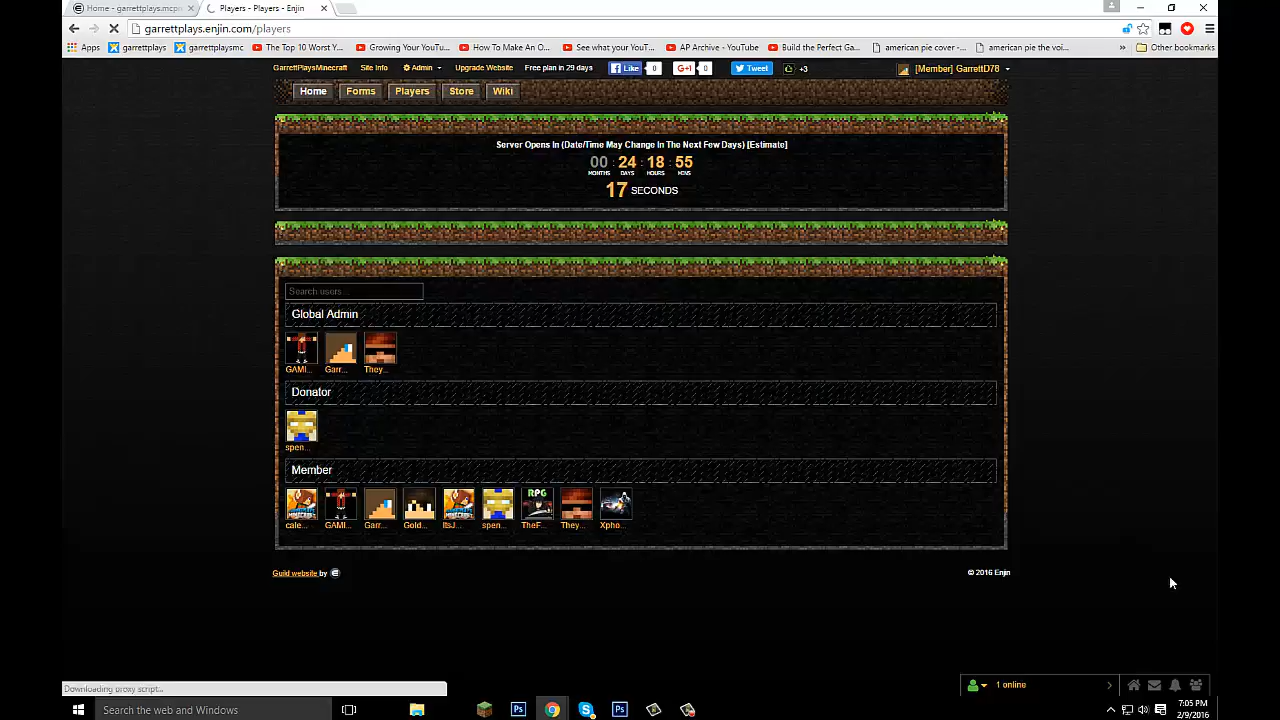 Home - garrettplays.mcpr
Players - Players - Enjin
garrettplays.enjin.com/players
Apps
garrettplays
garrettplaysmc
The Top 10 Worst Y...
Growing Your YouTu...
How To Make An O...
See what your YouT...
AP Archive - YouTube
Build the Perfect Ga...
american pie cover -...
american pie the voi...
»
Other bookmarks
GarrettPlaysMinecraft
Site Info
Admin
Upgrade Website
Free plan in 29 days
Like 0
G+1 0
Tweet
+3
[Member] GarrettD78
Home
Forms
Players
Store
Wiki
Server Opens In (Date/Time May Change In The Next Few Days) [Estimate]
00 : 24 : 18 : 55
MONTHS DAYS HOURS MINS
17 SECONDS
Search users...
Global Admin
GAMI...
Garr...
They...
Donator
spen...
Member
RPG
cale...
GAMI...
Garr...
Gold...
ItsJ...
spen...
TheF...
They...
Xpho...
Guild website by
© 2016 Enjin
Downloading proxy script...
1 online
Search the web and Windows
7:05 PM
2/9/2016